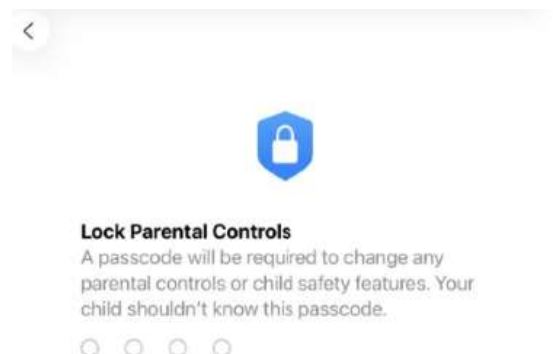 Lock Parental Controls
A passcode will be required to change any
parental controls or child safety features. Your
child shouldn't know this passcode.